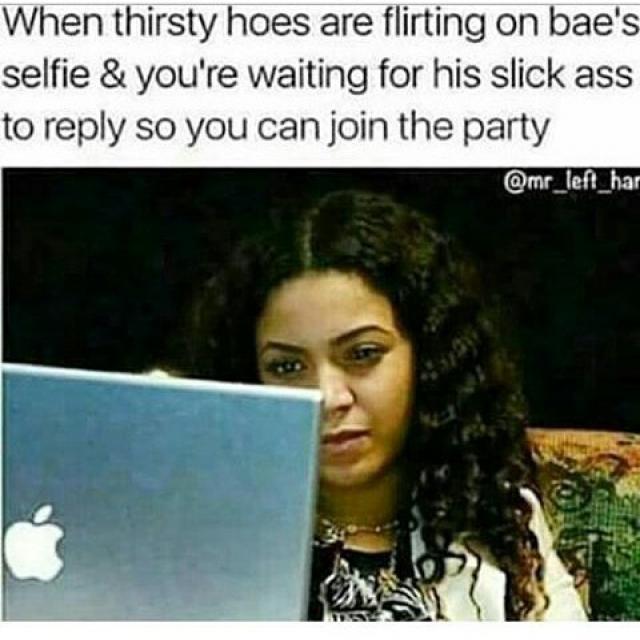 When thirsty hoes are flirting on bae's
selfie & you're waiting for his slick ass
to reply so you can join the party
@mr_left_har